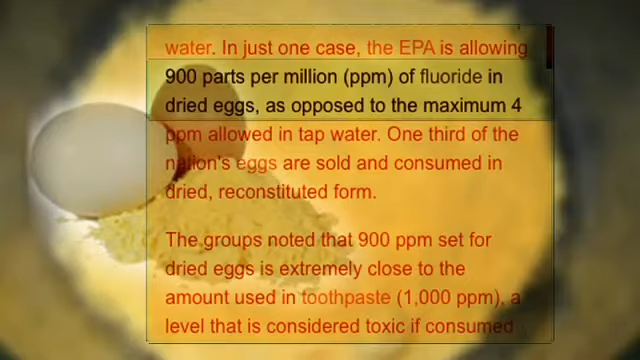 water. In just one case, the EPA is allowing
900 parts per million (ppm) of fluoride in
dried eggs, as opposed to the maximum 4
ppm allowed in tap water. One third of the
nation's eggs are sold and consumed in
dried, reconstituted form.
The groups noted that 900 ppm set for
dried eggs is extremely close to the
amount used in toothpaste (1,000 ppm), a
level that is considered toxic if consumed